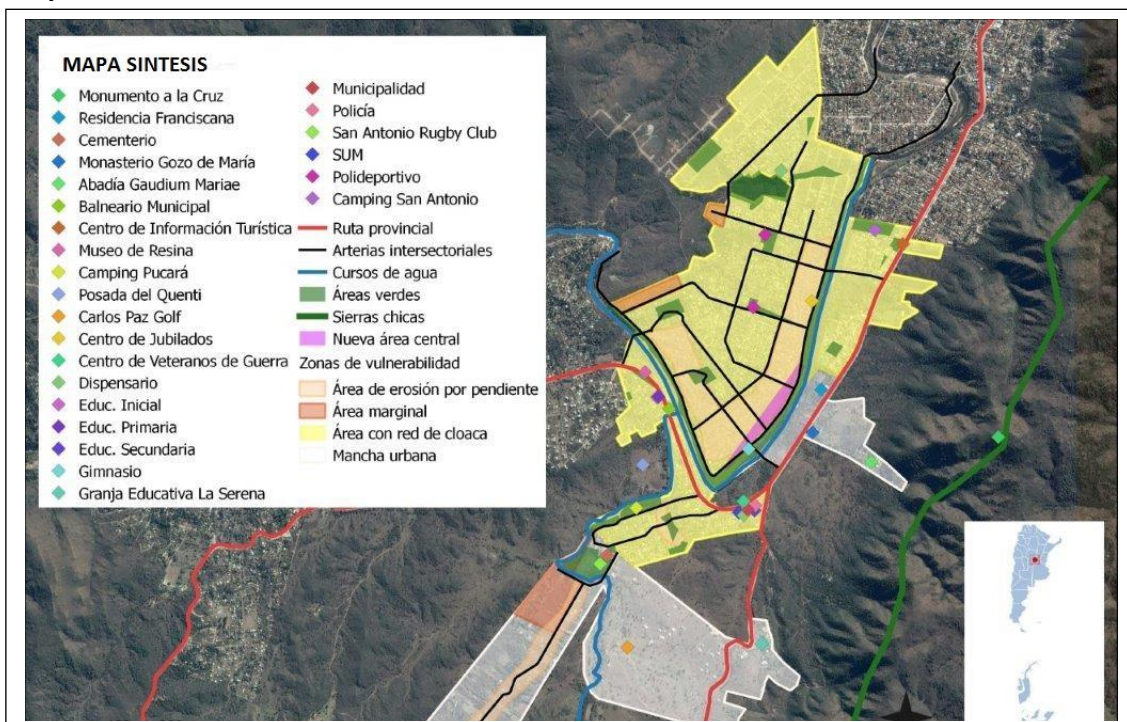 MAPA SINTESIS
Monumento a la Cruz
Residencia Franciscana
Cementerio
Monasterio Gozo de María
Abadía Gaudium Mariae
Balneario Municipal
Centro de Información Turística
Museo de Resina
Camping Pucará
Posada del Quenti
Carlos Paz Golf
Centro de Jubilados
Centro de Veteranos de Guerra
Dispensario
Educ. Inicial
Educ. Primaria
Educ. Secundaria
Gimnasio
Granja Educativa La Serena
Municipalidad
Policía
San Antonio Rugby Club
SUM
Polideportivo
Camping San Antonio
Ruta provincial
Arterias intersectoriales
Cursos de agua
Áreas verdes
Sierras chicas
Nueva área central
Zonas de vulnerabilidad
Área de erosión por pendiente
Área marginal
Área con red de cloaca
Mancha urbana